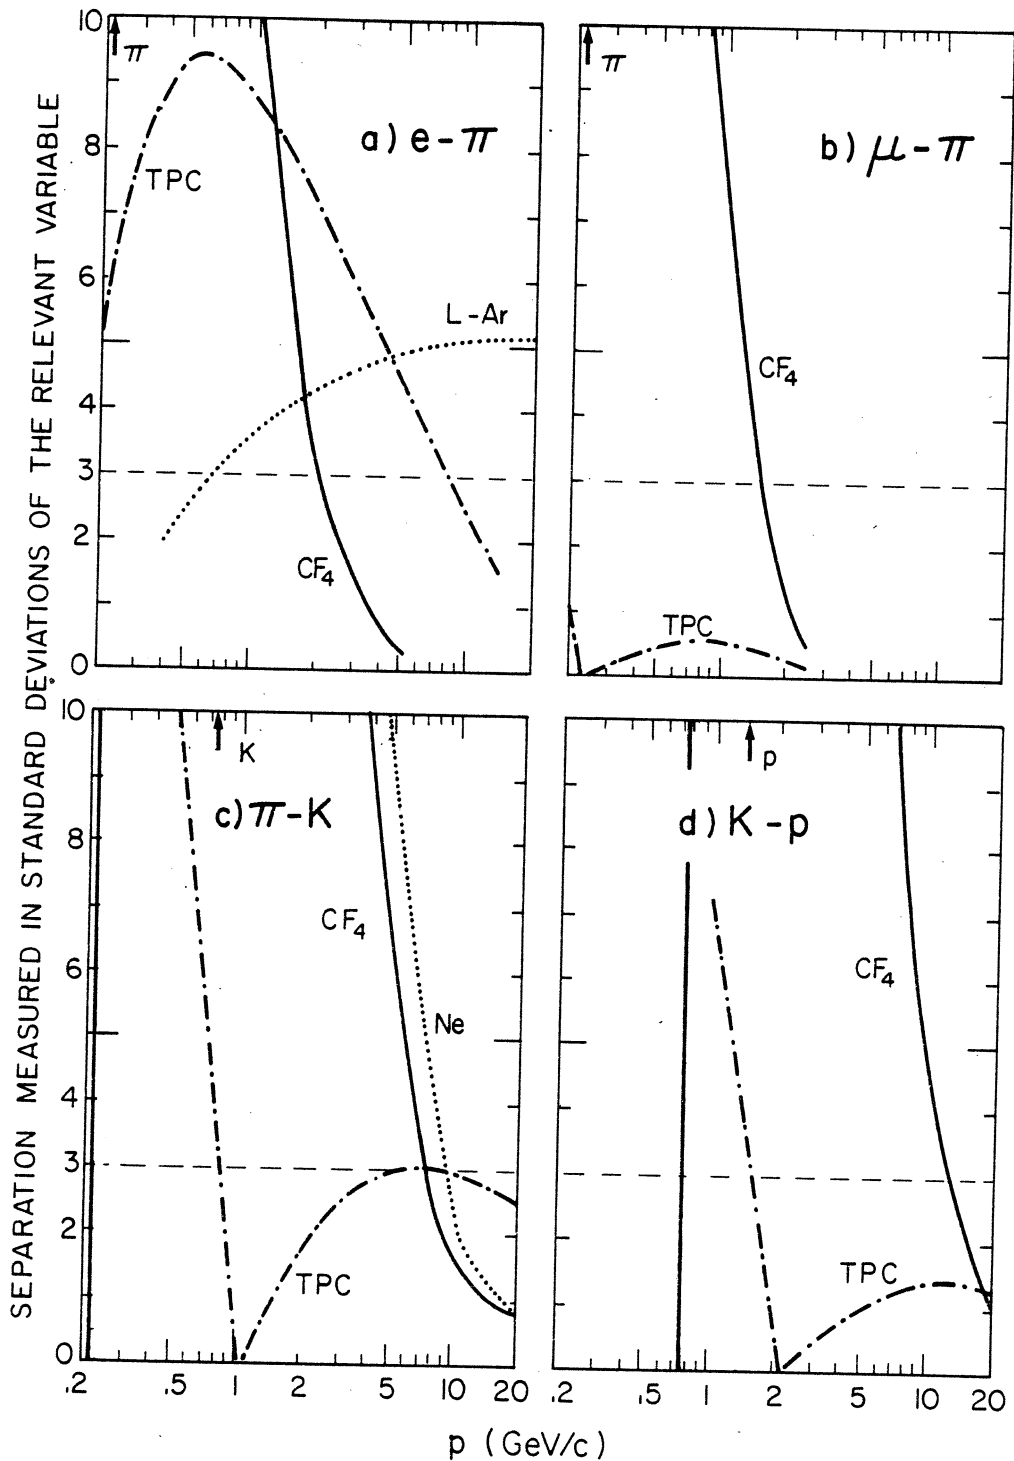 SEPARATION MEASURED IN STANDARD DEVIATIONS OF THE RELEVANT VARIABLE
10
8
6
4
3
2
0
π
a) e-π
TPC
L-Ar
CF₄
π
b) μ-π
CF₄
TPC
10
8
6
4
3
2
0
K
c) π-K
CF₄
Ne
TPC
.2 .5 1 2 5 10 20
p
d) K-p
CF₄
TPC
.2 .5 1 2 5 10 20
p (GeV/c)